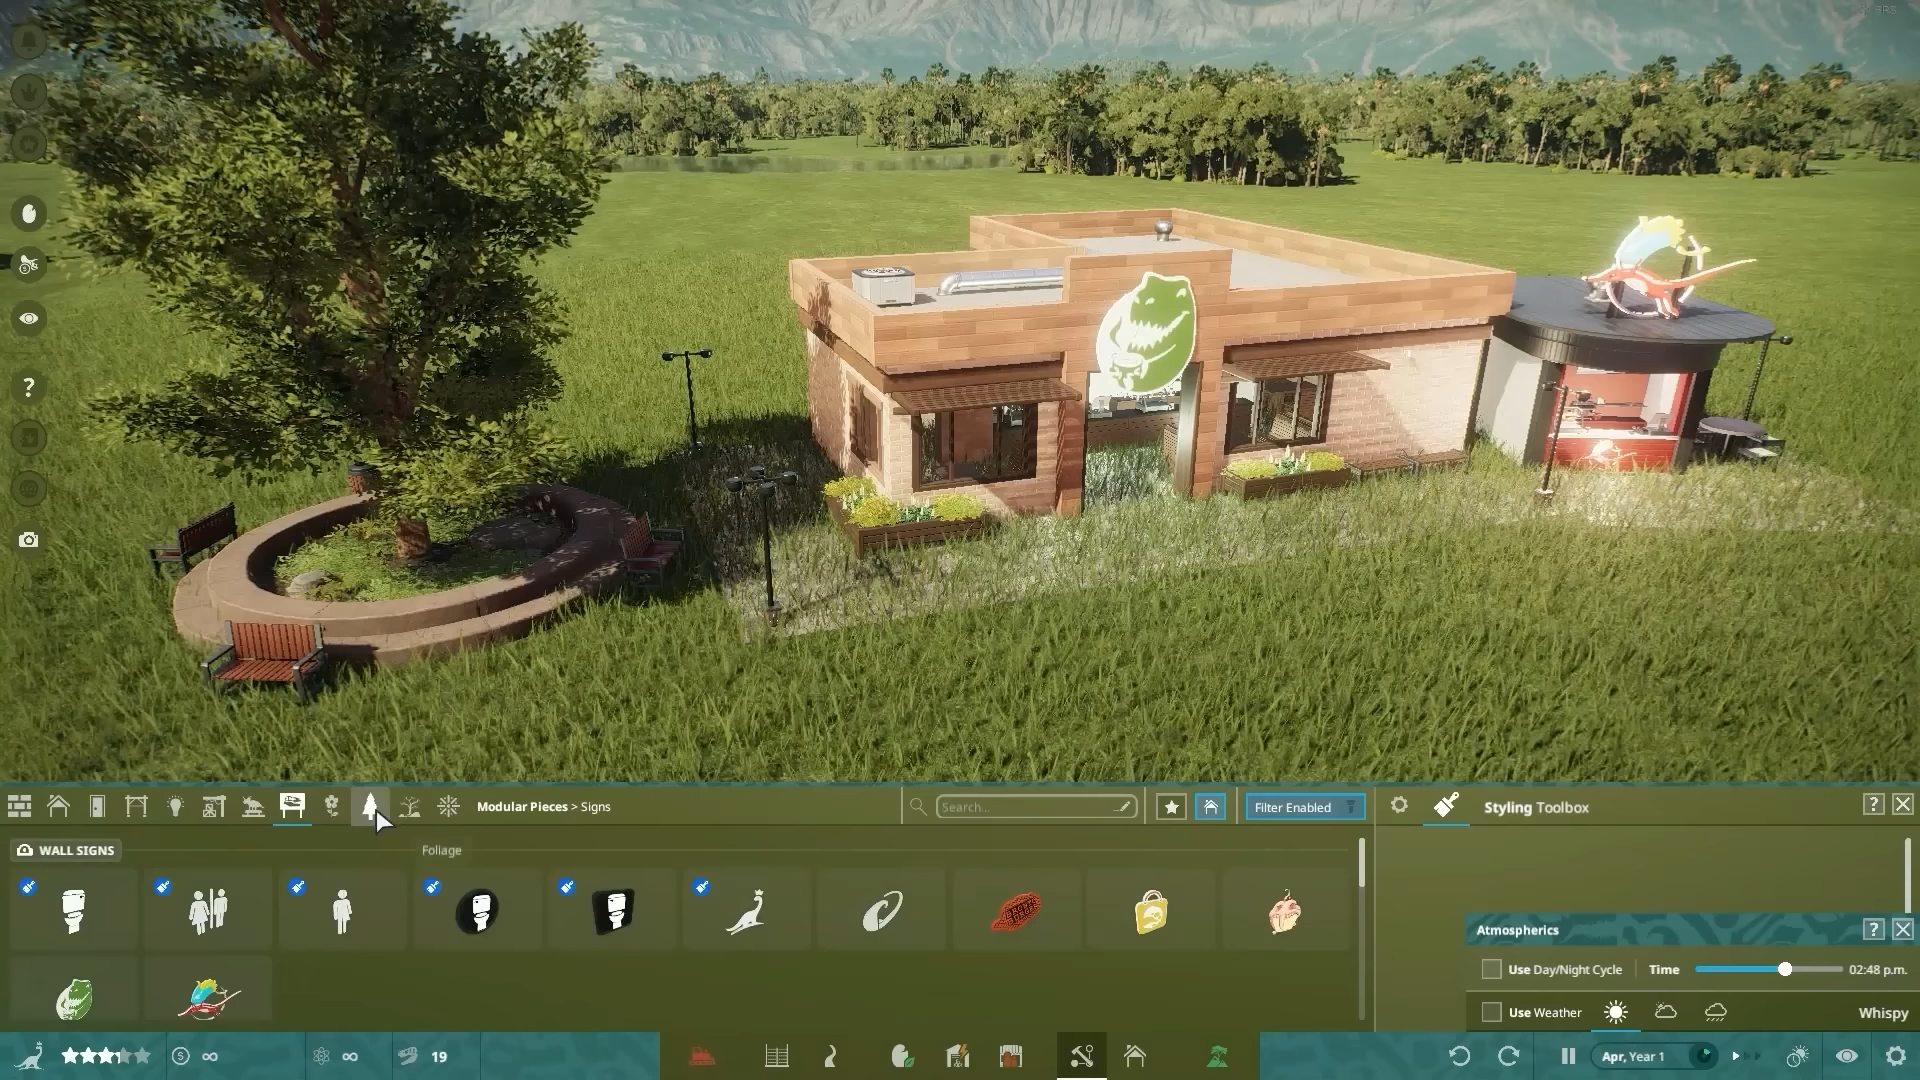 Modular Pieces > Signs
Search...
Filter Enabled
Styling Toolbox
?
WALL SIGNS
Foliage
Atmospherics
?
Use Day/Night Cycle
Time
02:48 p.m.
Use Weather
Whispy
∞
∞
19
Apr, Year 1
?